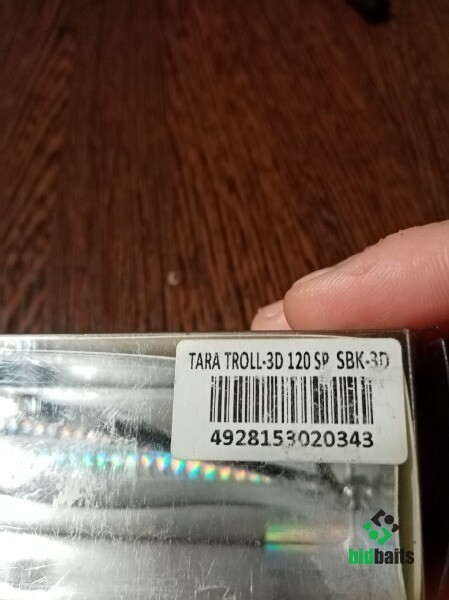 TARA TROLL-3D 120 SP SBK-3D
4928153020343
bidbaits